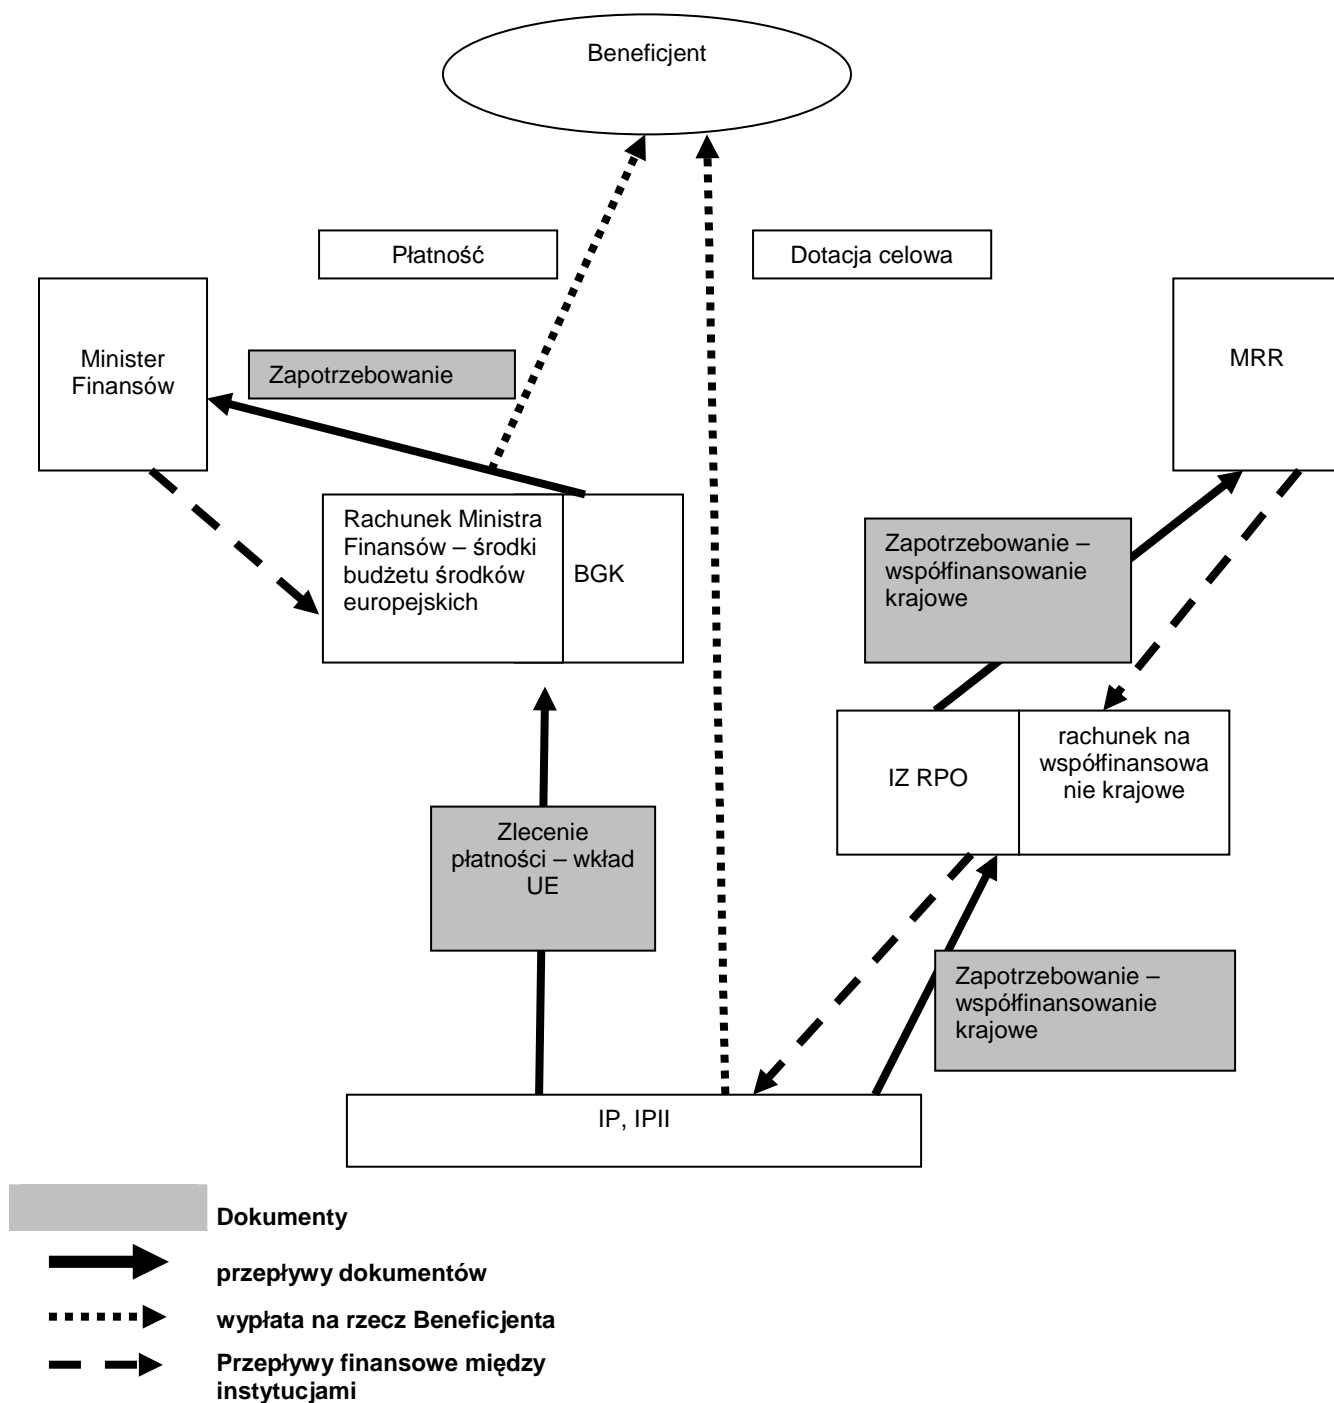 Beneficjent
Płatność
Dotacja celowa
Minister
Finansów
Zapotrzebowanie
MRR
Rachunek Ministra
Finansów – środki
budżetu środków
europejskich
BGK
Zapotrzebowanie –
współfinansowanie
krajowe
IZ RPO
rachunek na
współfinansowa
nie krajowe
Zlecenie
płatności – wkład
UE
Zapotrzebowanie –
współfinansowanie
krajowe
IP, IPII
Dokumenty
przepływy dokumentów
wypłata na rzecz Beneficjenta
Przepływy finansowe między
instytucjami